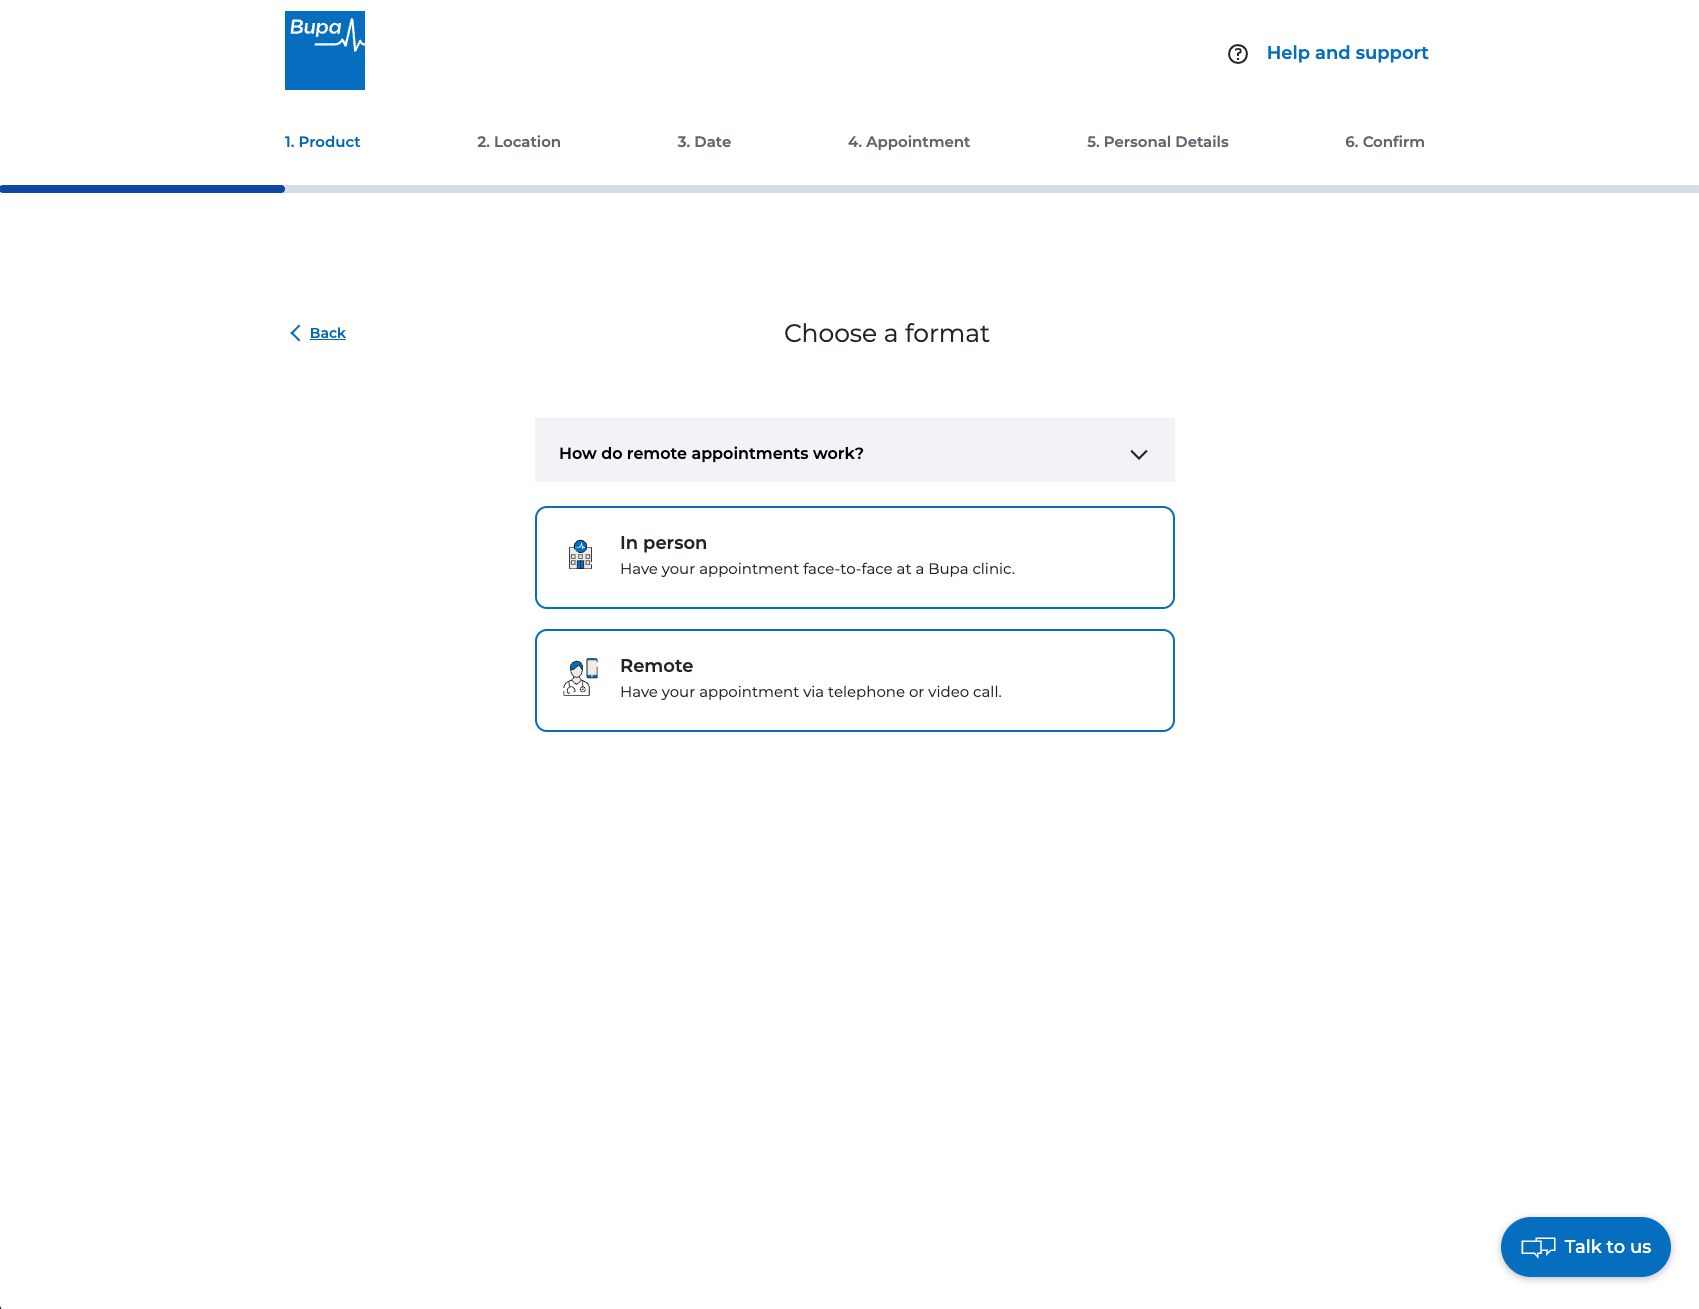 Bupa
Help and support
1. Product
2. Location
3. Date
4. Appointment
5. Personal Details
6. Confirm
Back
Choose a format
How do remote appointments work?
In person
Have your appointment face-to-face at a Bupa clinic.
Remote
Have your appointment via telephone or video call.
Talk to us